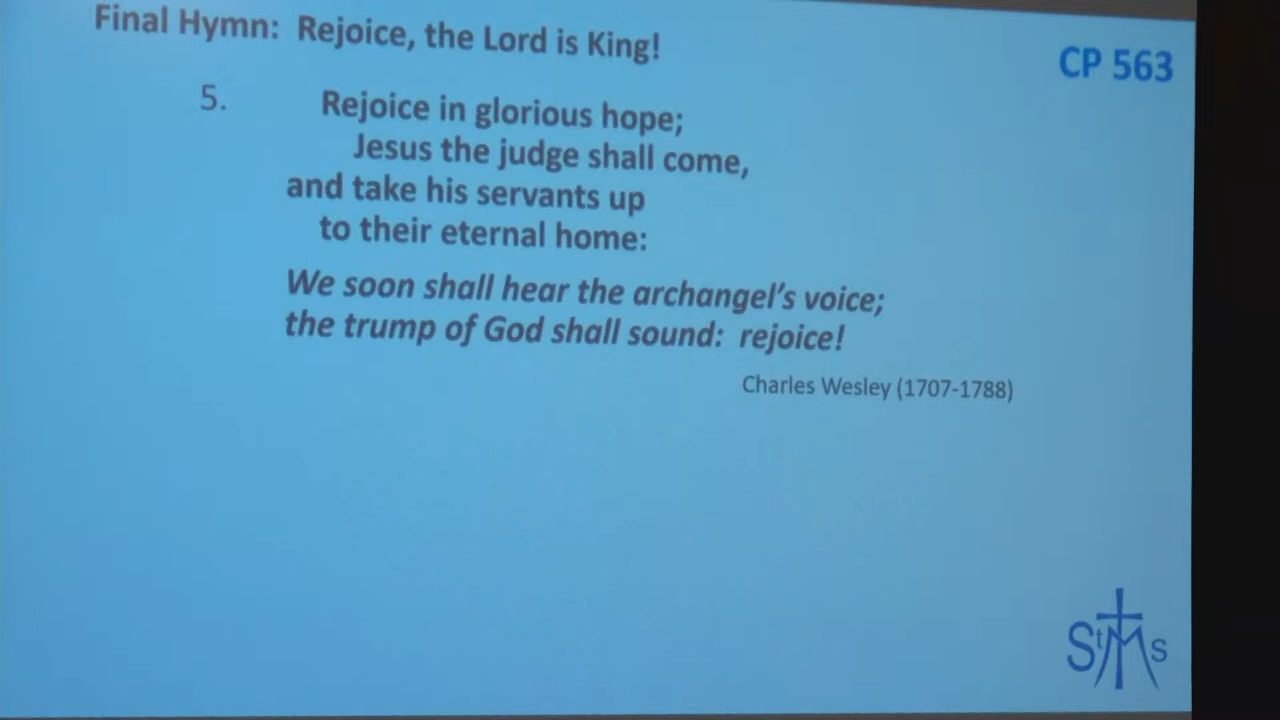 Final Hymn: Rejoice, the Lord is King!
CP 563
5. Rejoice in glorious hope;
Jesus the judge shall come,
and take his servants up
to their eternal home:
We soon shall hear the archangel's voice;
the trump of God shall sound: rejoice!
Charles Wesley (1707-1788)
St M s